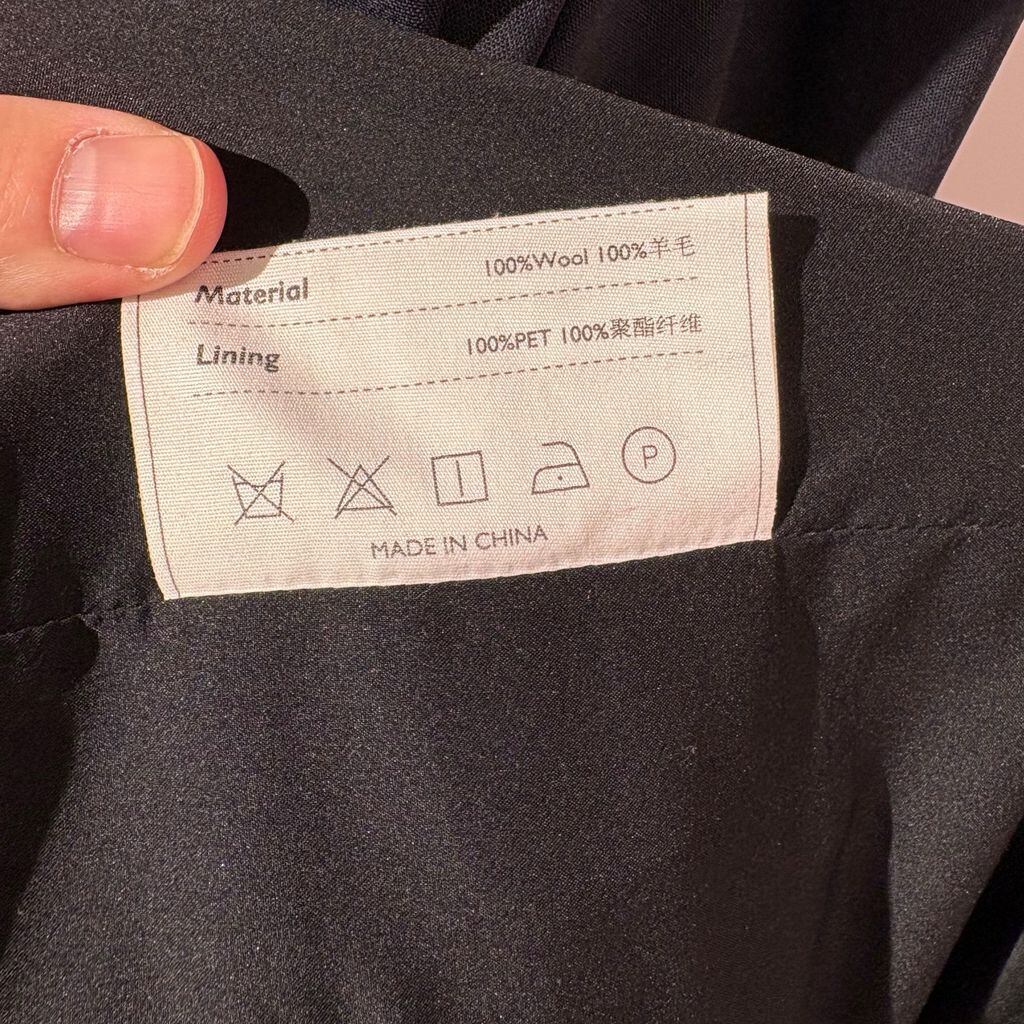 Material 100%Wool 100%羊毛
Lining 100%PET 100%聚酯纤维
P
MADE IN CHINA